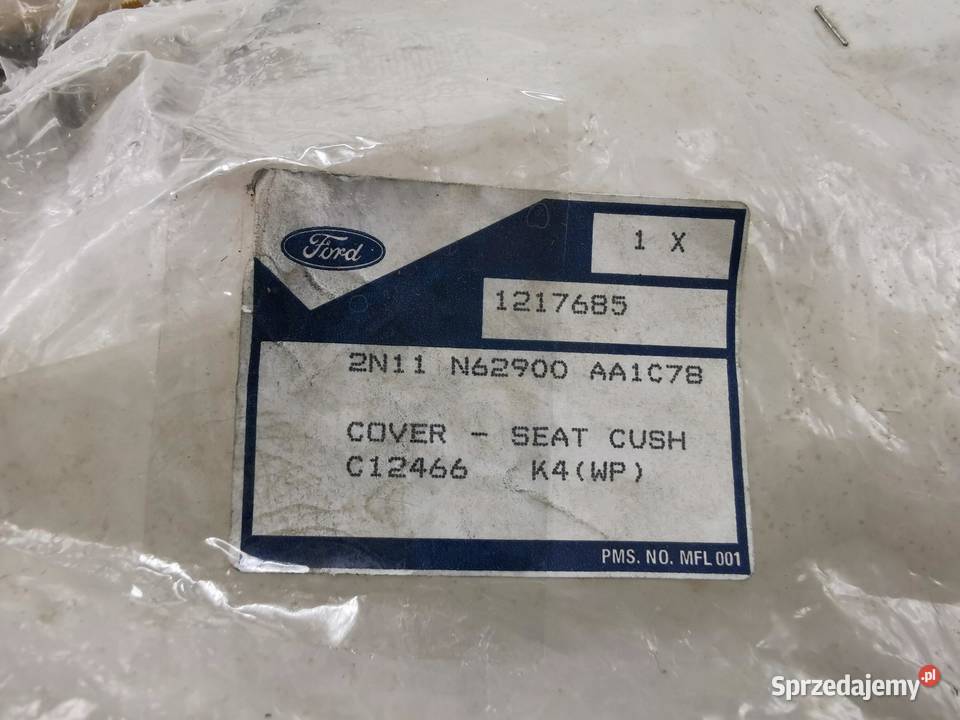 Ford
1 X
1217685
2N11 N62900 AA1C78
COVER - SEAT CUSH
C12466 K4(WP)
PMS. NO. MFL 001
Sprzedajemy.pl